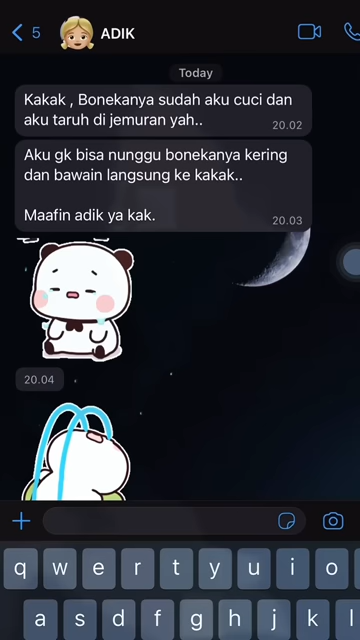 5
ADIK
Today
Kakak , Bonekanya sudah aku cuci dan
aku taruh di jemuran yah..
20.02
Aku gk bisa nunggu bonekanya kering
dan bawain langsung ke kakak..
Maafin adik ya kak.
20.03
20.04
q w e r t y u i o
a s d f g h j k l